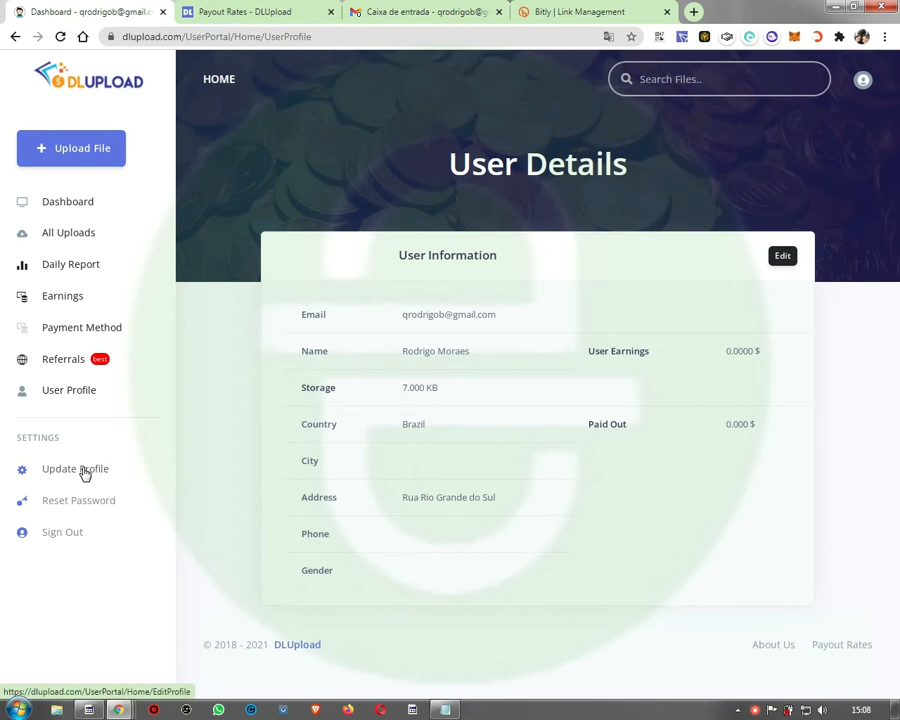 Dashboard - qrodrigob@gmail.c
Payout Rates - DLUpload
Caixa de entrada - qrodrigob@g
Bitly | Link Management
dlupload.com/UserPortal/Home/UserProfile
DLUPLOAD
HOME
Search Files..
Upload File
User Details
Dashboard
All Uploads
Daily Report
Earnings
Payment Method
Referrals best
User Profile
SETTINGS
Update Profile
Reset Password
Sign Out
User Information
Edit
Email qrodrigob@gmail.com
Name Rodrigo Moraes User Earnings 0.0000 $
Storage 7.000 KB
Country Brazil Paid Out 0.000 $
City
Address Rua Rio Grande do Sul
Phone
Gender
© 2018 - 2021 DLUpload
About Us Payout Rates
https://dlupload.com/UserPortal/Home/EditProfile
15:08